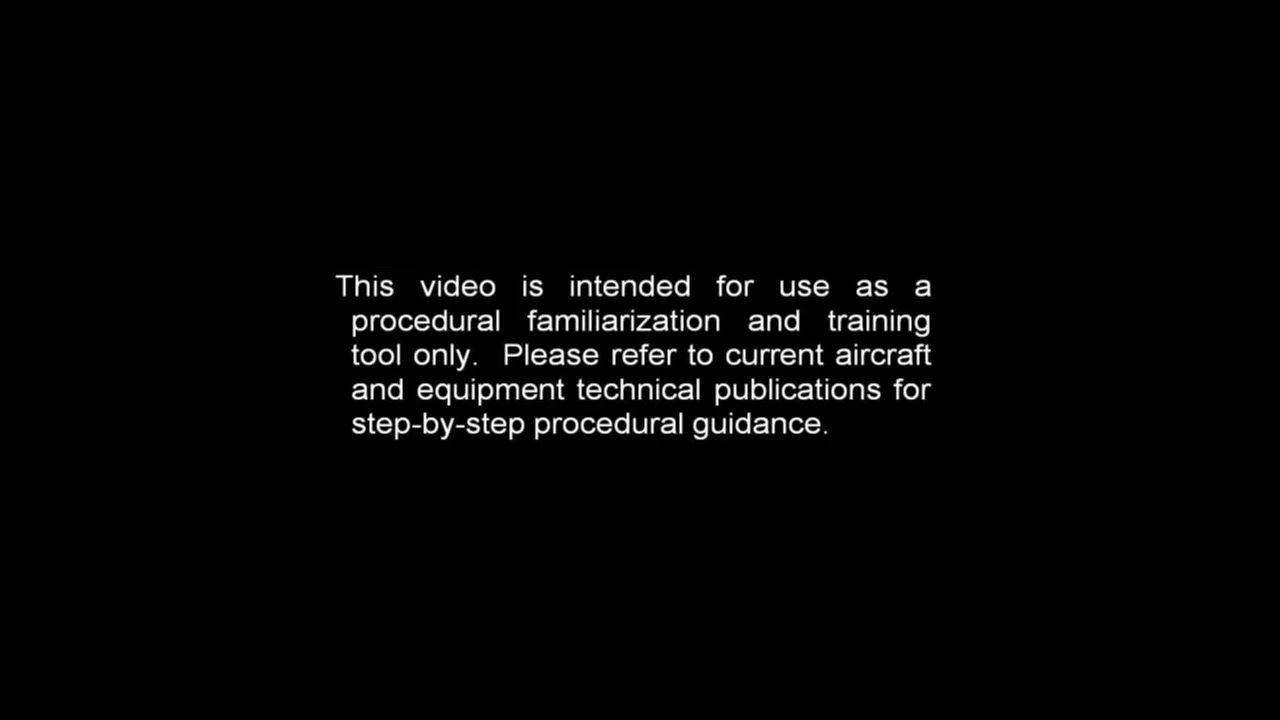 This video is intended for use as a
procedural familiarization and training
tool only. Please refer to current aircraft
and equipment technical publications for
step-by-step procedural guidance.